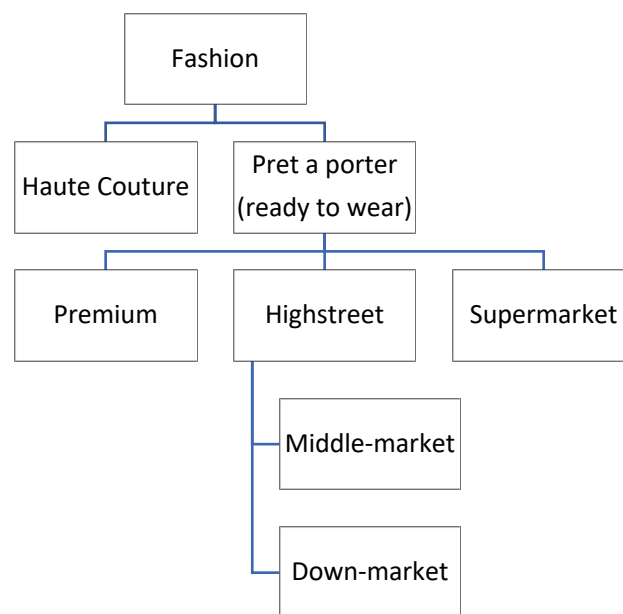 Fashion
Haute Couture
Pret a porter
(ready to wear)
Premium
Highstreet
Supermarket
Middle-market
Down-market